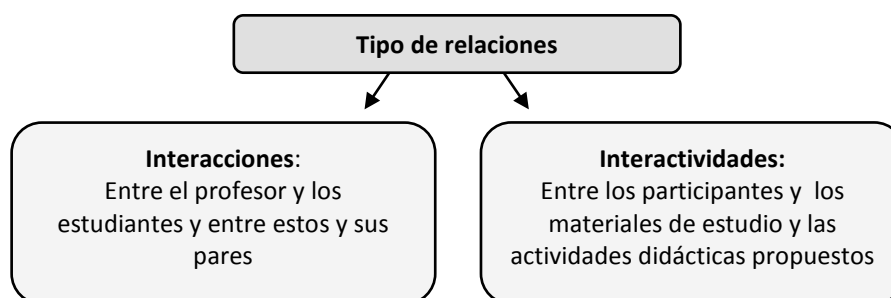 Tipo de relaciones
Interacciones:
Entre el profesor y los
estudiantes y entre estos y sus
pares
Interactividades:
Entre los participantes y  los
materiales de estudio y las
actividades didácticas propuestos